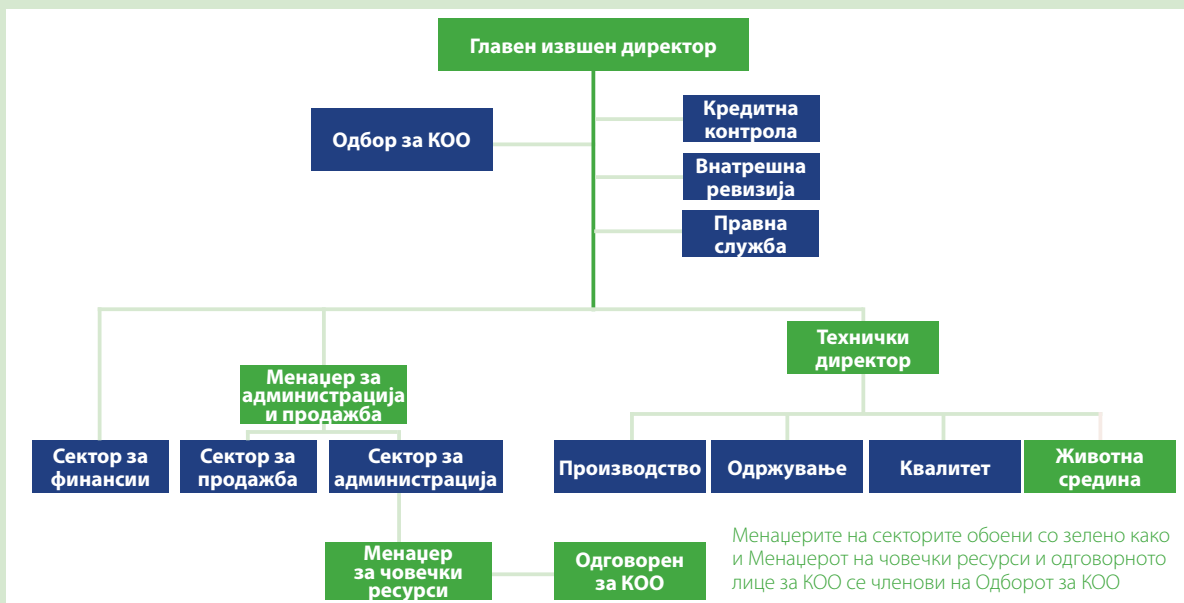 Главен извшен директор
Одбор за КОО
Кредитна
контрола
Внатрешна
ревизија
Правна
служба
Технички
директор
Менаџер за
администрација
и продажба
Сектор за
финансии
Сектор за
продажба
Сектор за
администрација
Производство
Одржување
Квалитет
Животна
средина
Менаџер
за човечки
ресурси
Одговорен
за КОО
Менаџерите на секторите обоени со зелено како
и Менаџерот на човечки ресурси и одговорното
лице за КОО се членови на Одборот за КОО